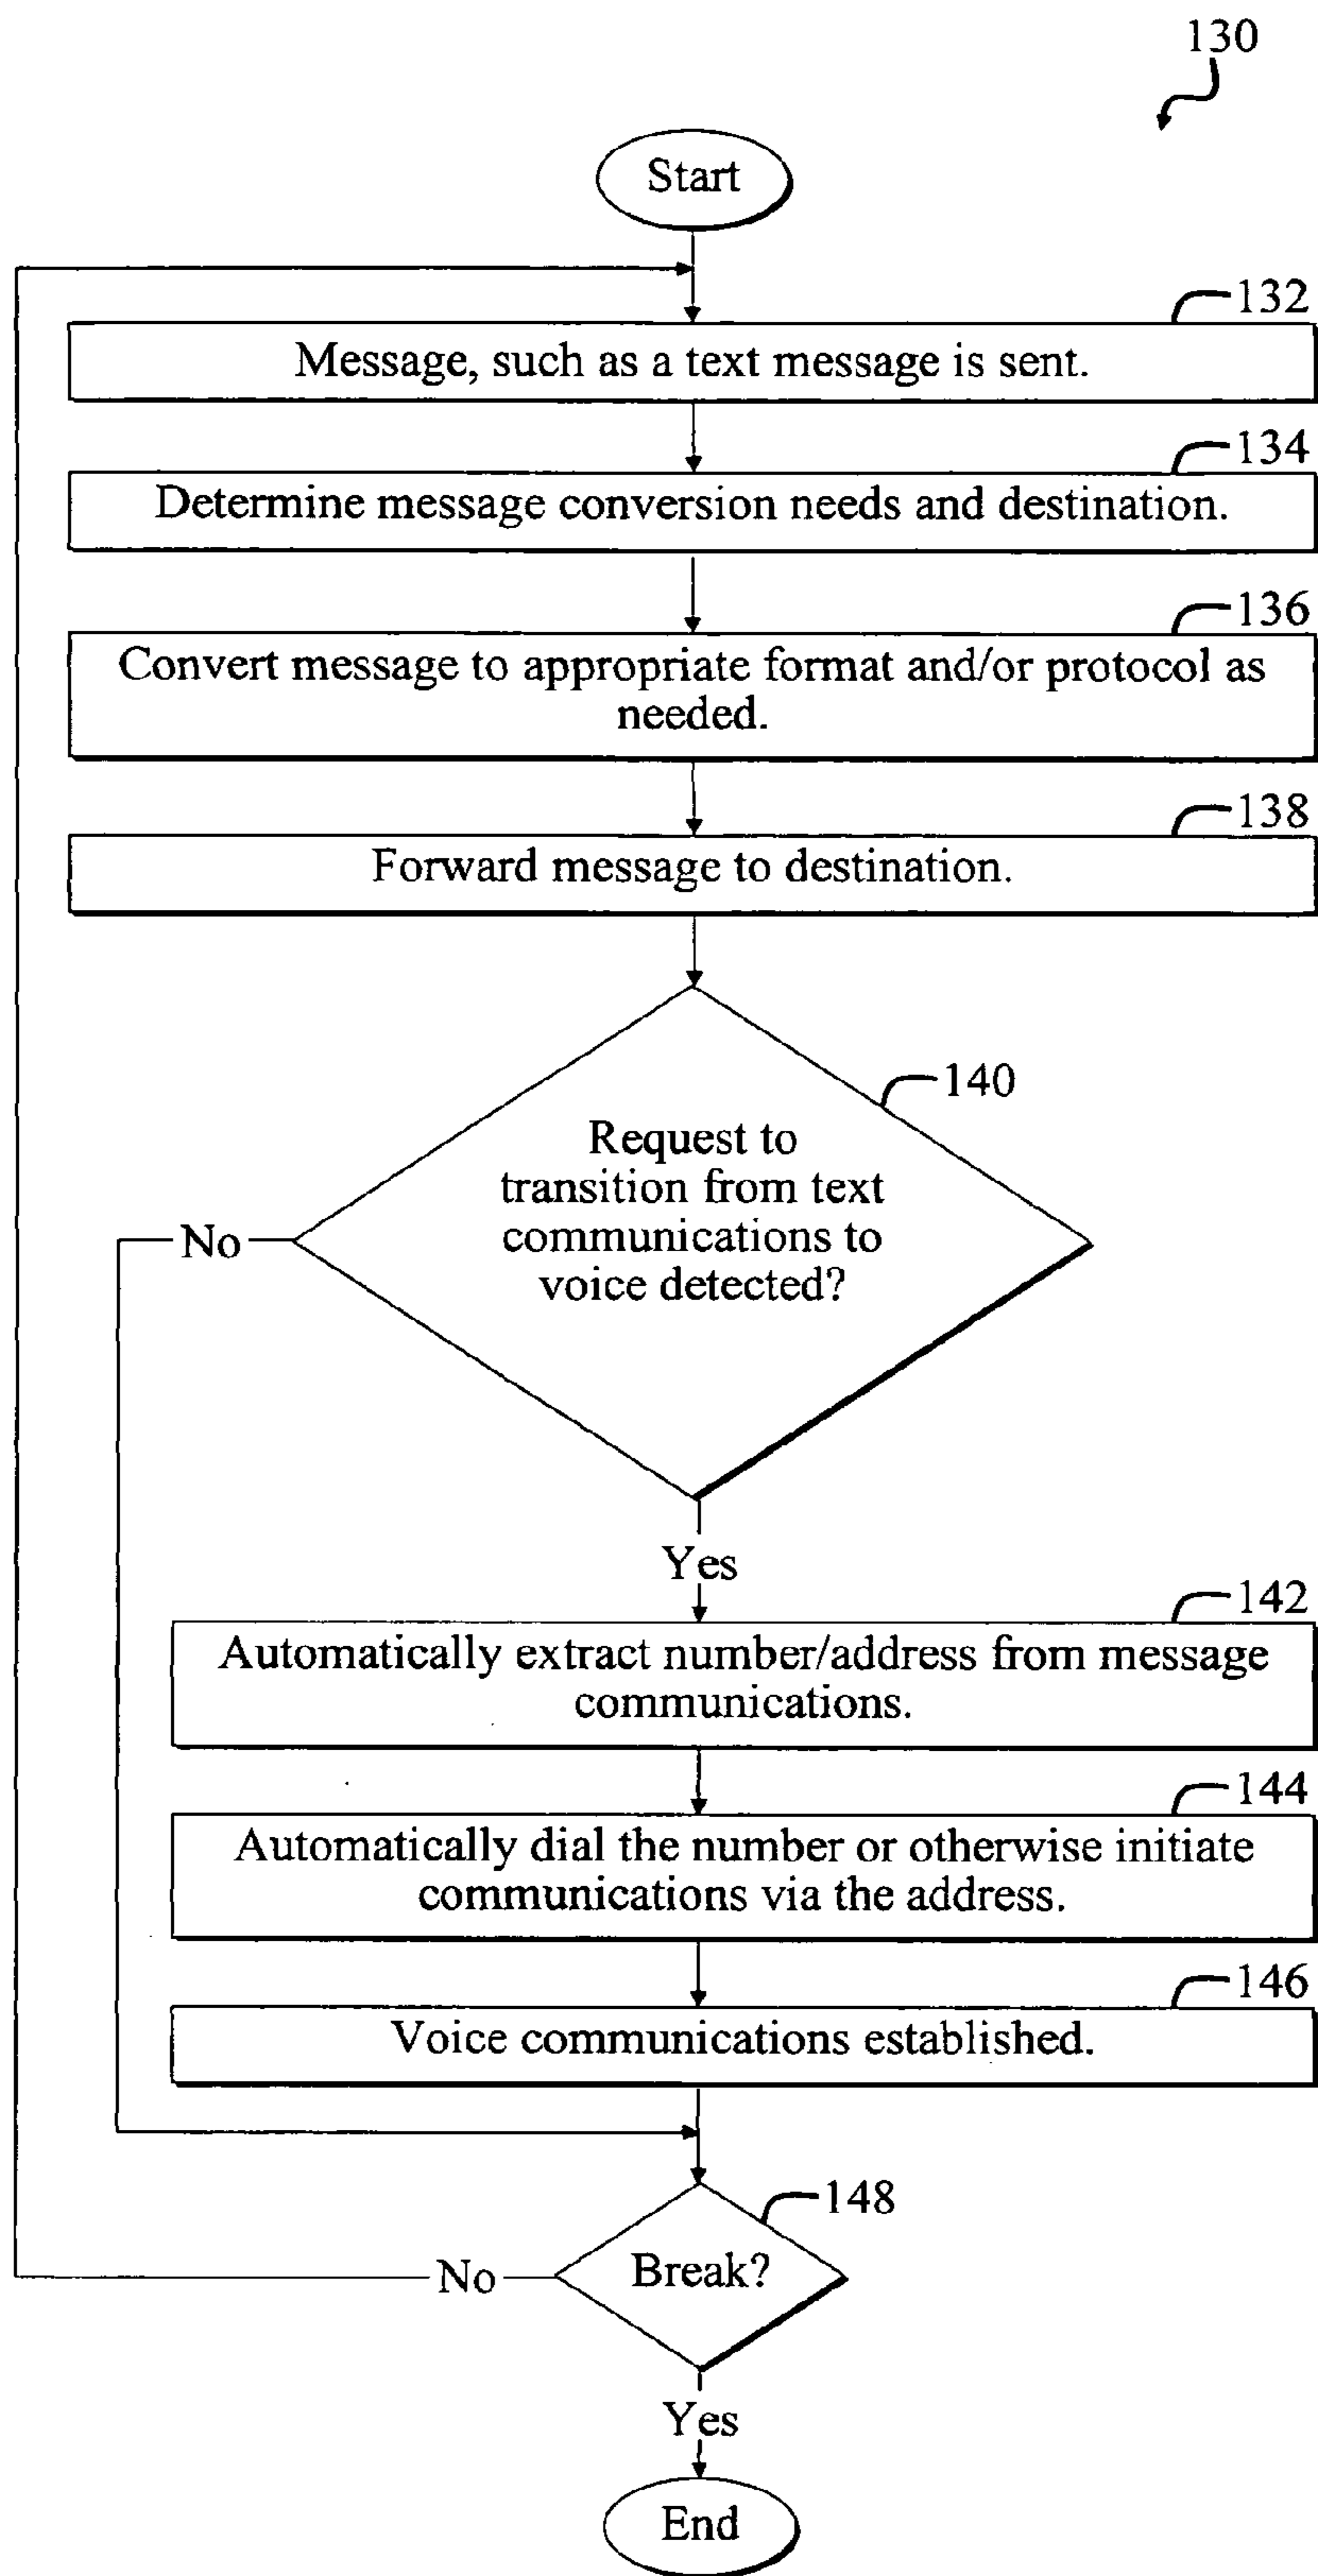 130
Start
132
Message, such as a text message is sent.
134
Determine message conversion needs and destination.
136
Convert message to appropriate format and/or protocol as
needed.
138
Forward message to destination.
140
Request to
transition from text
communications to
voice detected?
No
Yes
142
Automatically extract number/address from message
communications.
144
Automatically dial the number or otherwise initiate
communications via the address.
146
Voice communications established.
148
Break?
No
Yes
End